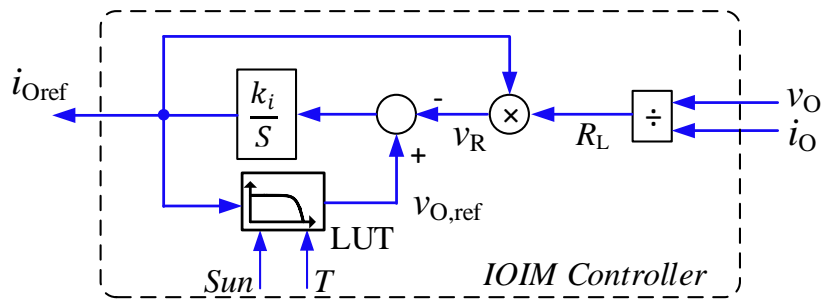 i_Oref
k_i
S
-
+
v_R
×
R_L
÷
v_O
i_O
v_O,ref
LUT
Sun
T
IOIM Controller